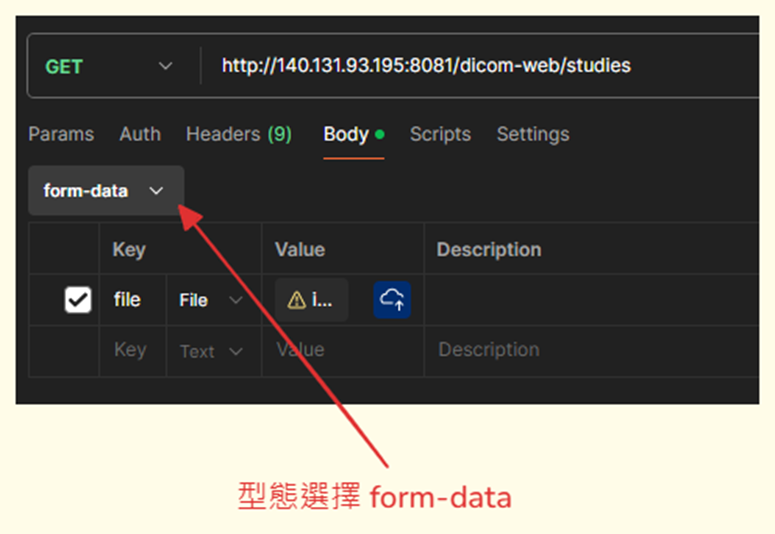 GET http://140.131.93.195:8081/dicom-web/studies
Params Auth Headers (9) Body Scripts Settings
form-data
Key Value Description
file File i...
Key Text Value Description
型態選擇 form-data